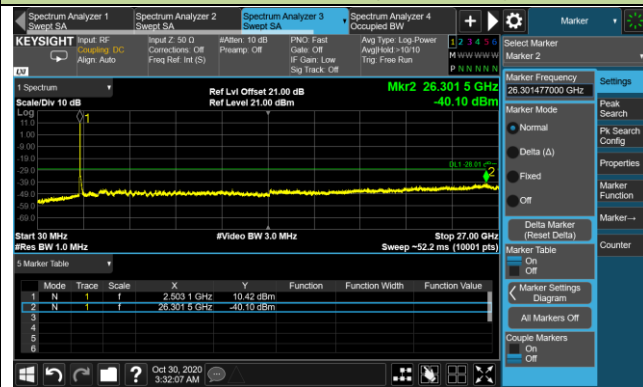 Spectrum Analyzer 1
Swept SA
Spectrum Analyzer 2
Swept SA
Spectrum Analyzer 3
Swept SA
Spectrum Analyzer 4
Occupied BW
Marker
KEYSIGHT
Input: RF
Coupling: DC
Align: Auto
Input Z: 50 Ω
Corrections: Off
Freq Ref: Int (S)
#Atten: 10 dB
Preamp: Off
PNO: Fast
Gate: Off
IF Gain: Low
Sig Track: Off
Avg Type: Log-Power
Avg|Hold:>10/10
Trig: Free Run
1 2 3 4 5 6
M W W W W W
P N N N N N
LXI
Select Marker
Marker 2
1 Spectrum
Scale/Div 10 dB
Log
Ref Lvl Offset 21.00 dB
Ref Level 21.00 dBm
Mkr2 26.301 5 GHz
-40.10 dBm
11.0
1.00
-9.00
-19.0
-29.0
-39.0
-49.0
-59.0
-69.0
1
DL1 -28.01 dBm
2
Start 30 MHz
#Res BW 1.0 MHz
#Video BW 3.0 MHz
Stop 27.00 GHz
Sweep ~52.2 ms (10001 pts)
5 Marker Table
Mode Trace Scale X Y Function Function Width Function Value
1 N 1 f 2.503 1 GHz 10.42 dBm
2 N 1 f 26.301 5 GHz -40.10 dBm
3
4
5
6
Marker Frequency
26.301477000 GHz
Marker Mode
Normal
Delta (Δ)
Fixed
Off
Delta Marker
(Reset Delta)
Marker Table
On
Off
Marker Settings
Diagram
All Markers Off
Couple Markers
On
Off
Settings
Peak
Search
Pk Search
Config
Properties
Marker
Function
Marker→
Counter
Oct 30, 2020
3:32:07 AM